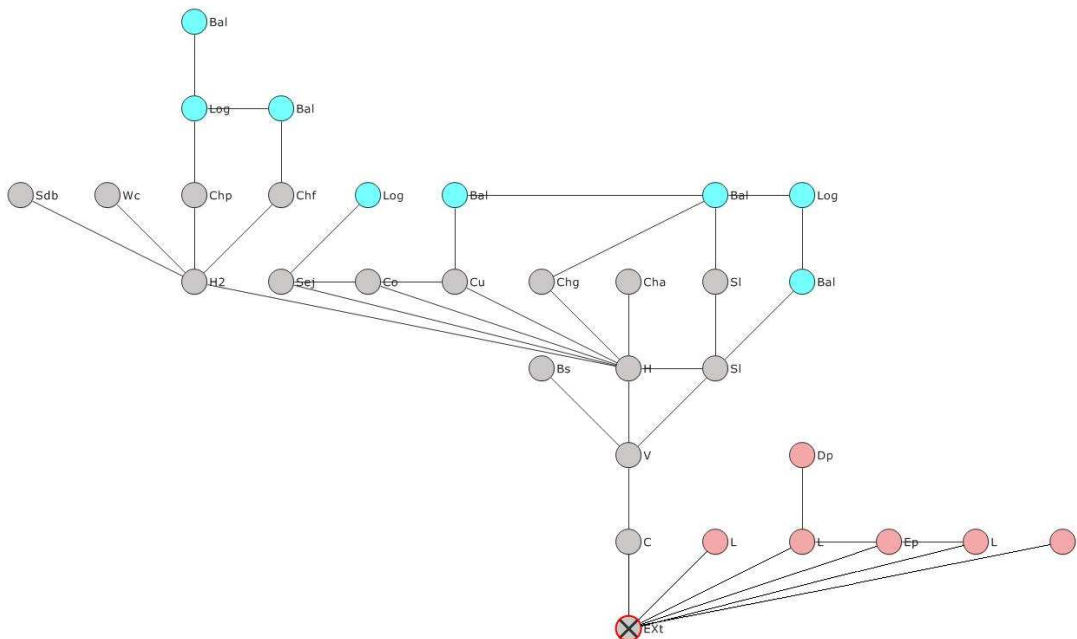 Bal
Log Bal
Sdb Wc Chp Chf Log Bal Bal Log
H2 Sej Co Cu Chg Cha Sl Bal
Bs H Sl
V Dp
C L L Ep L
EXt